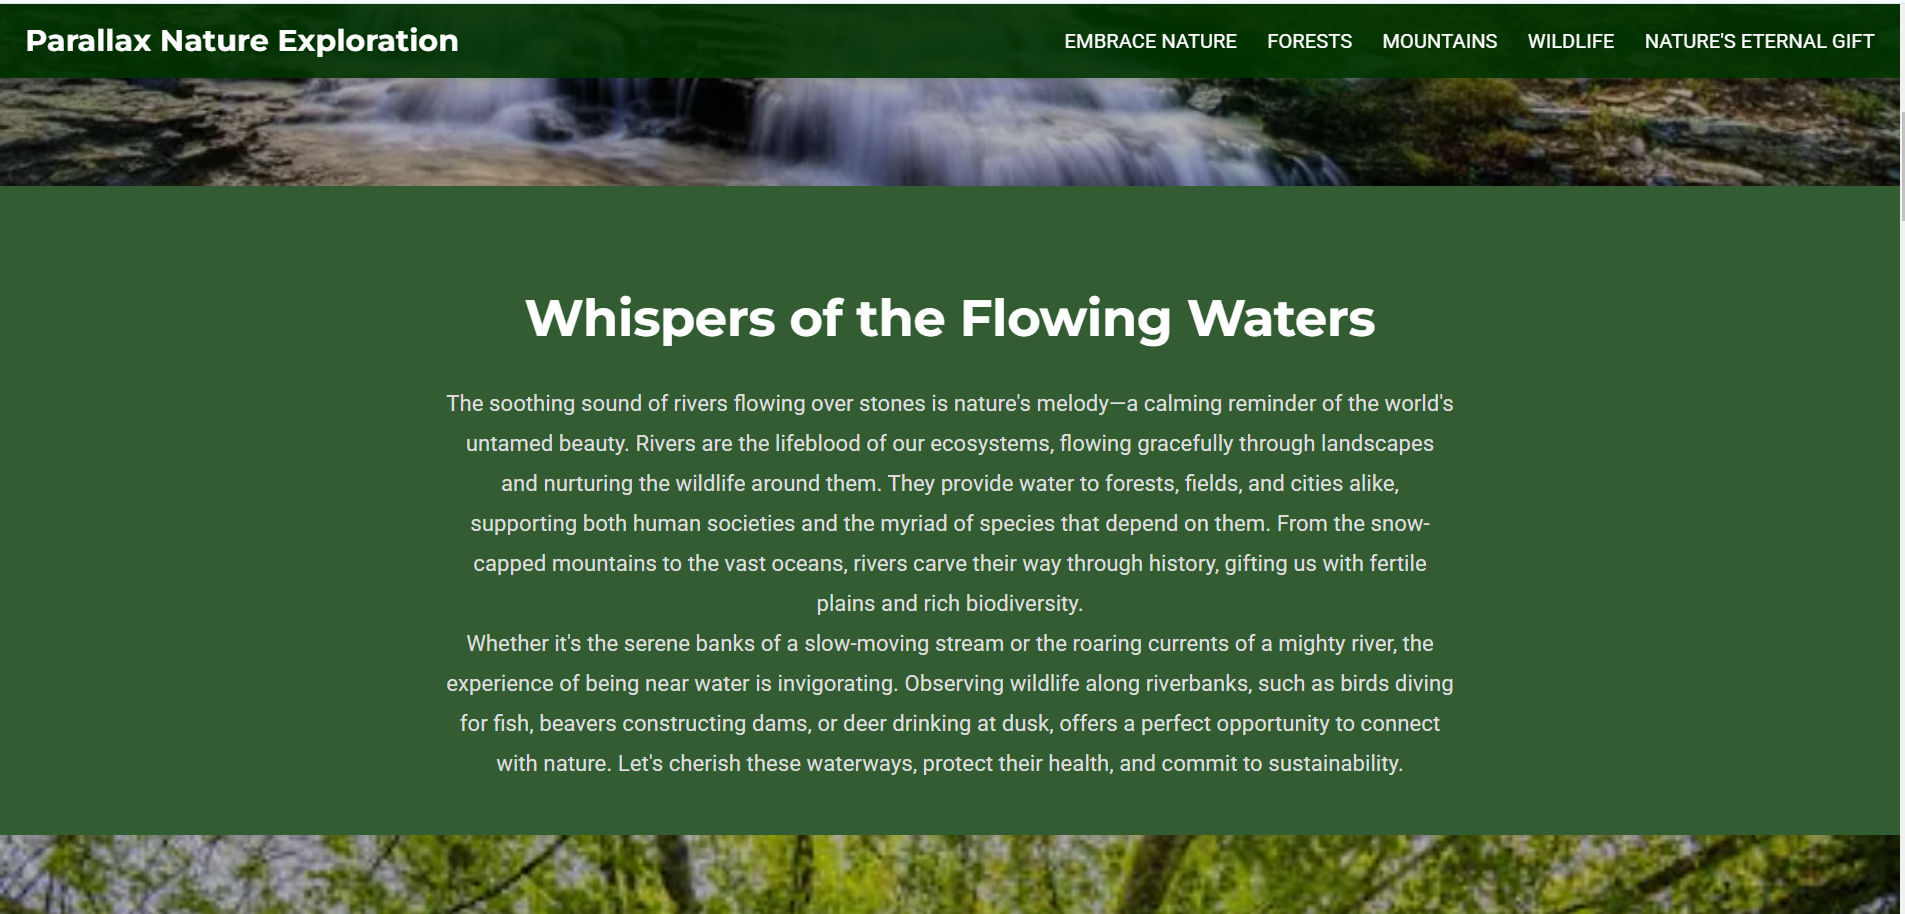 Parallax Nature Exploration
EMBRACE NATURE FORESTS MOUNTAINS WILDLIFE NATURE'S ETERNAL GIFT
Whispers of the Flowing Waters
The soothing sound of rivers flowing over stones is nature's melody—a calming reminder of the world's
untamed beauty. Rivers are the lifeblood of our ecosystems, flowing gracefully through landscapes
and nurturing the wildlife around them. They provide water to forests, fields, and cities alike,
supporting both human societies and the myriad of species that depend on them. From the snow-
capped mountains to the vast oceans, rivers carve their way through history, gifting us with fertile
plains and rich biodiversity.
Whether it's the serene banks of a slow-moving stream or the roaring currents of a mighty river, the
experience of being near water is invigorating. Observing wildlife along riverbanks, such as birds diving
for fish, beavers constructing dams, or deer drinking at dusk, offers a perfect opportunity to connect
with nature. Let's cherish these waterways, protect their health, and commit to sustainability.